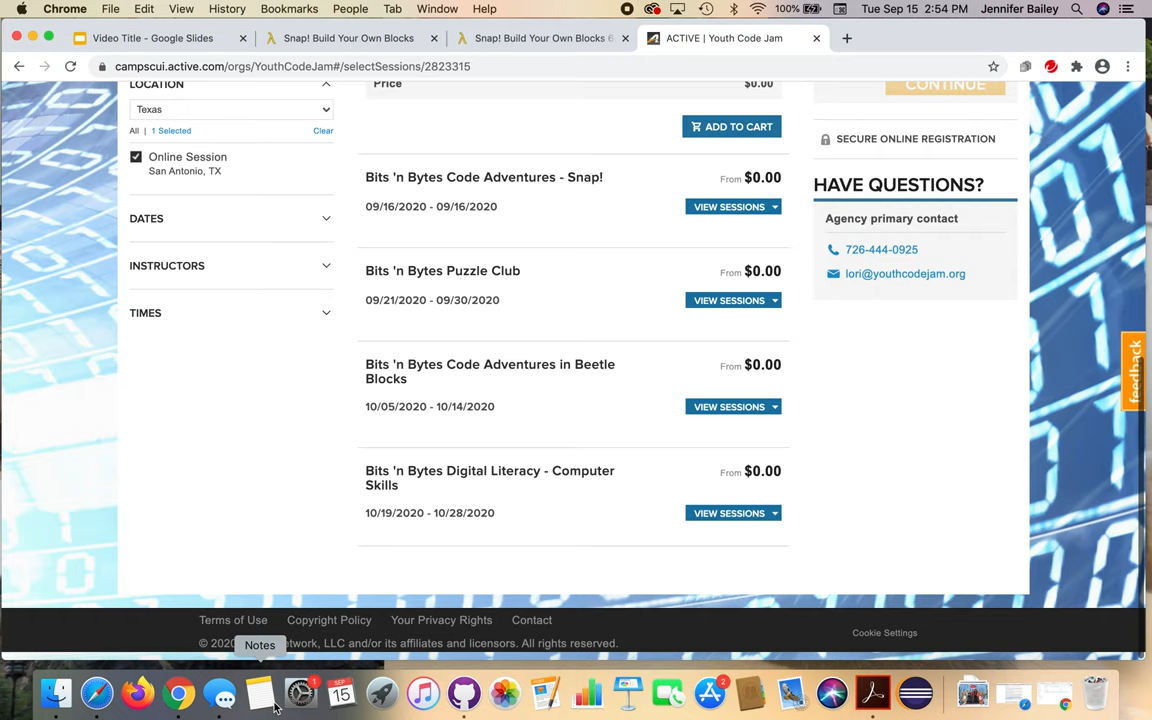 Chrome File Edit View History Bookmarks People Tab Window Help 100% Tue Sep 15 2:54 PM Jennifer Bailey
Video Title - Google Slides
Snap! Build Your Own Blocks
Snap! Build Your Own Blocks 6
ACTIVE | Youth Code Jam
campscui.active.com/orgs/YouthCodeJam#/selectSessions/2823315
LOCATION
Texas
All | 1 Selected Clear
Online Session
San Antonio, TX
DATES
INSTRUCTORS
TIMES
Price $0.00
ADD TO CART
Bits 'n Bytes Code Adventures - Snap! From $0.00
09/16/2020 - 09/16/2020 VIEW SESSIONS
Bits 'n Bytes Puzzle Club From $0.00
09/21/2020 - 09/30/2020 VIEW SESSIONS
Bits 'n Bytes Code Adventures in Beetle From $0.00
Blocks
10/05/2020 - 10/14/2020 VIEW SESSIONS
Bits 'n Bytes Digital Literacy - Computer From $0.00
Skills
10/19/2020 - 10/28/2020 VIEW SESSIONS
CONTINUE
SECURE ONLINE REGISTRATION
HAVE QUESTIONS?
Agency primary contact
726-444-0925
lori@youthcodejam.org
feedback
Terms of Use Copyright Policy Your Privacy Rights Contact
© 2020 etwork, LLC and/or its affiliates and licensors. All rights reserved.
Cookie Settings
Notes
1
SEP
15
2